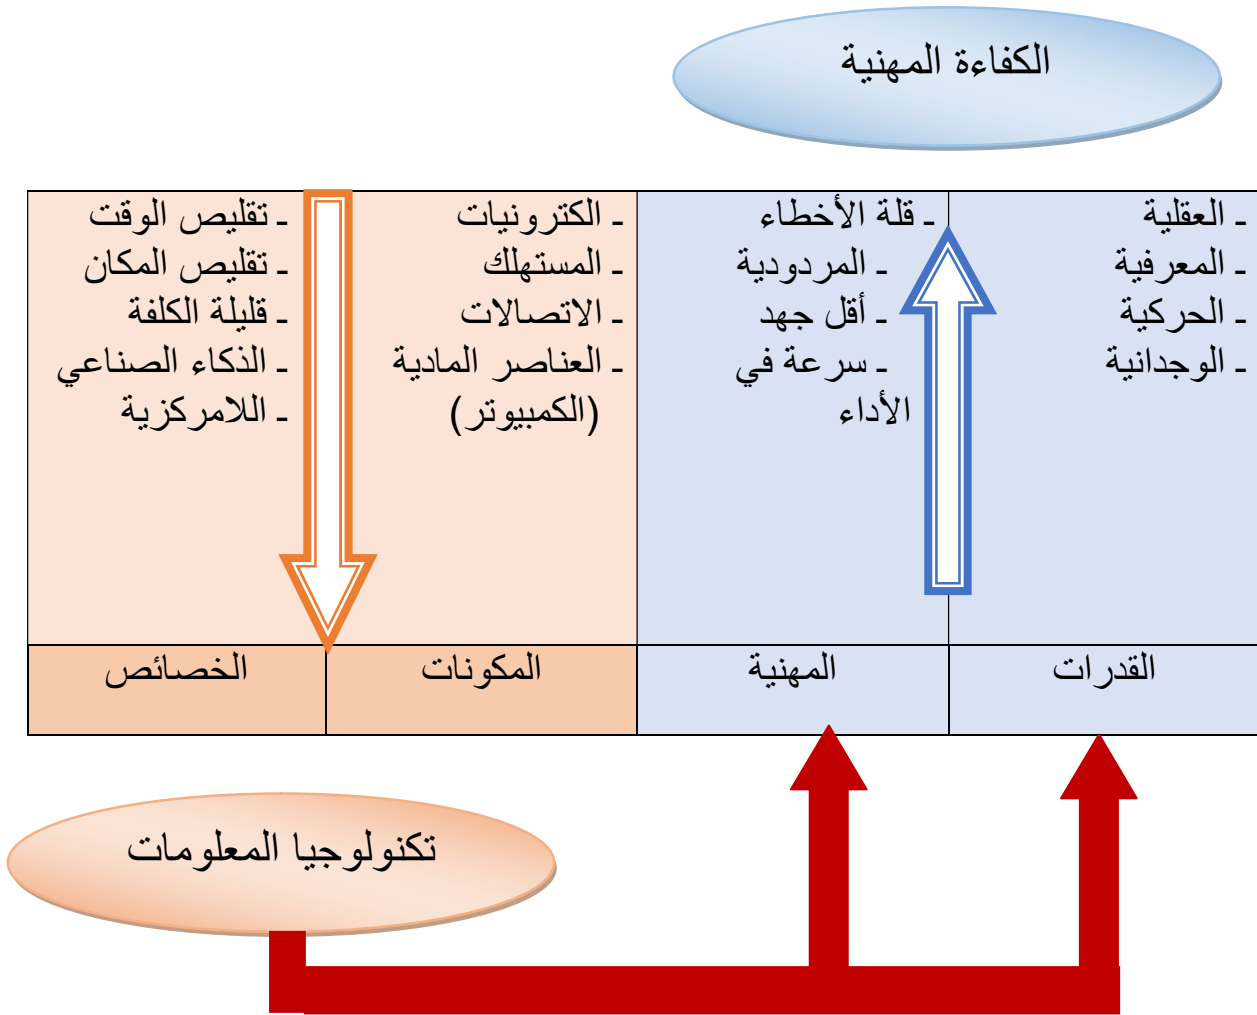 الكفاءة المهنية
ـ العقلية
ـ المعرفية
ـ الحركية
ـ الوجدانية
ـ قلة الأخطاء
ـ المردودية
ـ أقل جهد
ـ سرعة في
الأداء
ـ الكترونيات
ـ المستهلك
ـ الاتصالات
ـ العناصر المادية
(الكمبيوتر)
ـ تقليص الوقت
ـ تقليص المكان
ـ قليلة الكلفة
ـ الذكاء الصناعي
ـ اللامركزية
القدرات
المهنية
المكونات
الخصائص
تكنولوجيا المعلومات